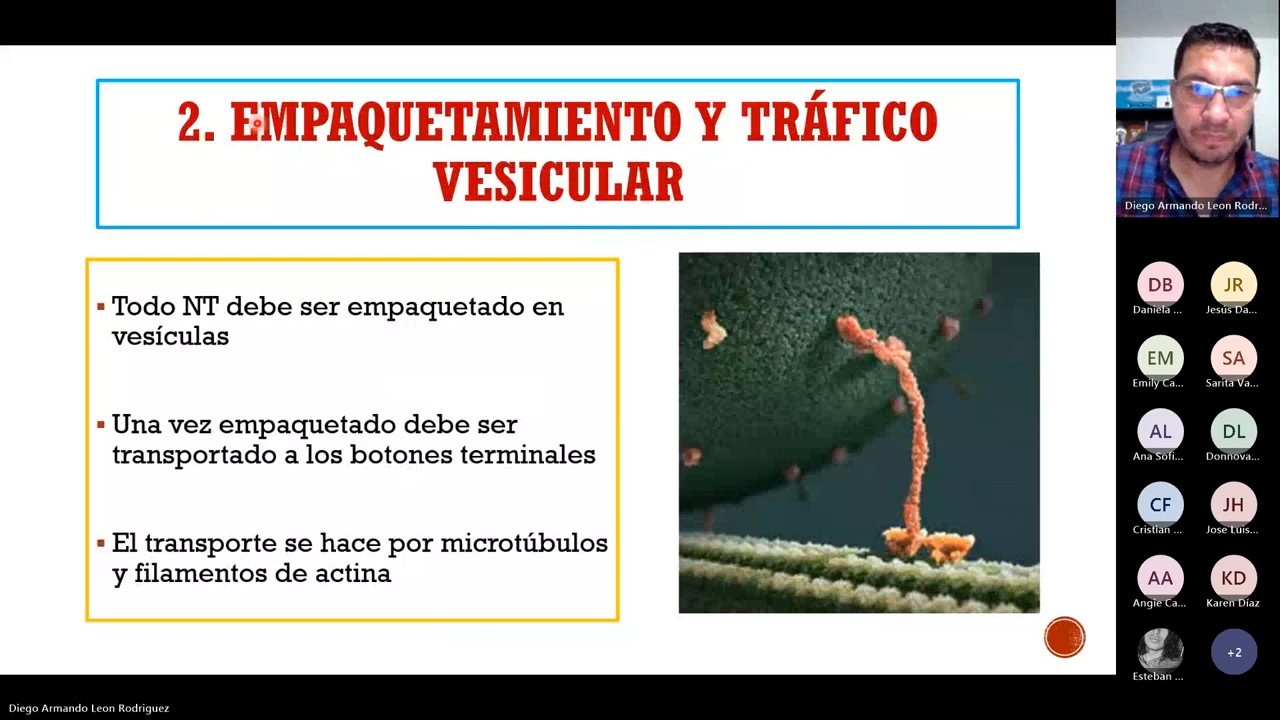 2. EMPAQUETAMIENTO Y TRÁFICO
VESICULAR
▪ Todo NT debe ser empaquetado en
vesículas
▪ Una vez empaquetado debe ser
transportado a los botones terminales
▪ El transporte se hace por microtúbulos
y filamentos de actina
Diego Armando Leon Rodr...
DB
Daniela ...
JR
Jesús Da...
EM
Emily Ca...
SA
Sarita Va...
AL
Ana Sofi...
DL
Donnova...
CF
Cristian ...
JH
Jose Luis...
AA
Angie Ca...
KD
Karen Díaz
Esteban ...
+2
Diego Armando Leon Rodriguez